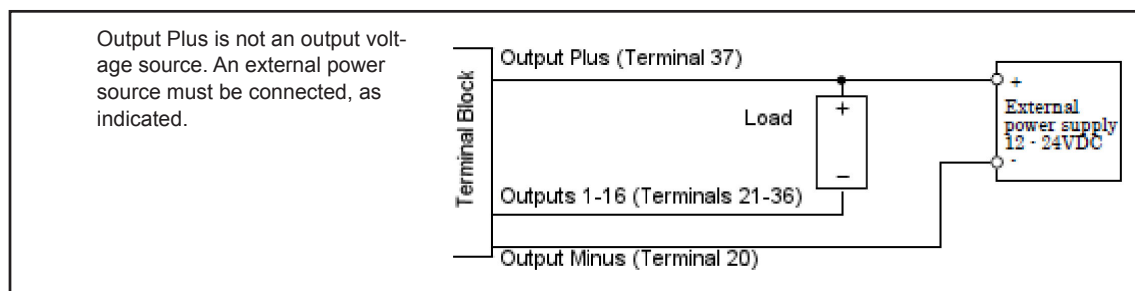 Output Plus is not an output volt-
age source. An external power
source must be connected, as
indicated.
Terminal Block
Output Plus (Terminal 37)
Load
+
−
Outputs 1-16 (Terminals 21-36)
Output Minus (Terminal 20)
+
External
power supply
12 - 24VDC
-